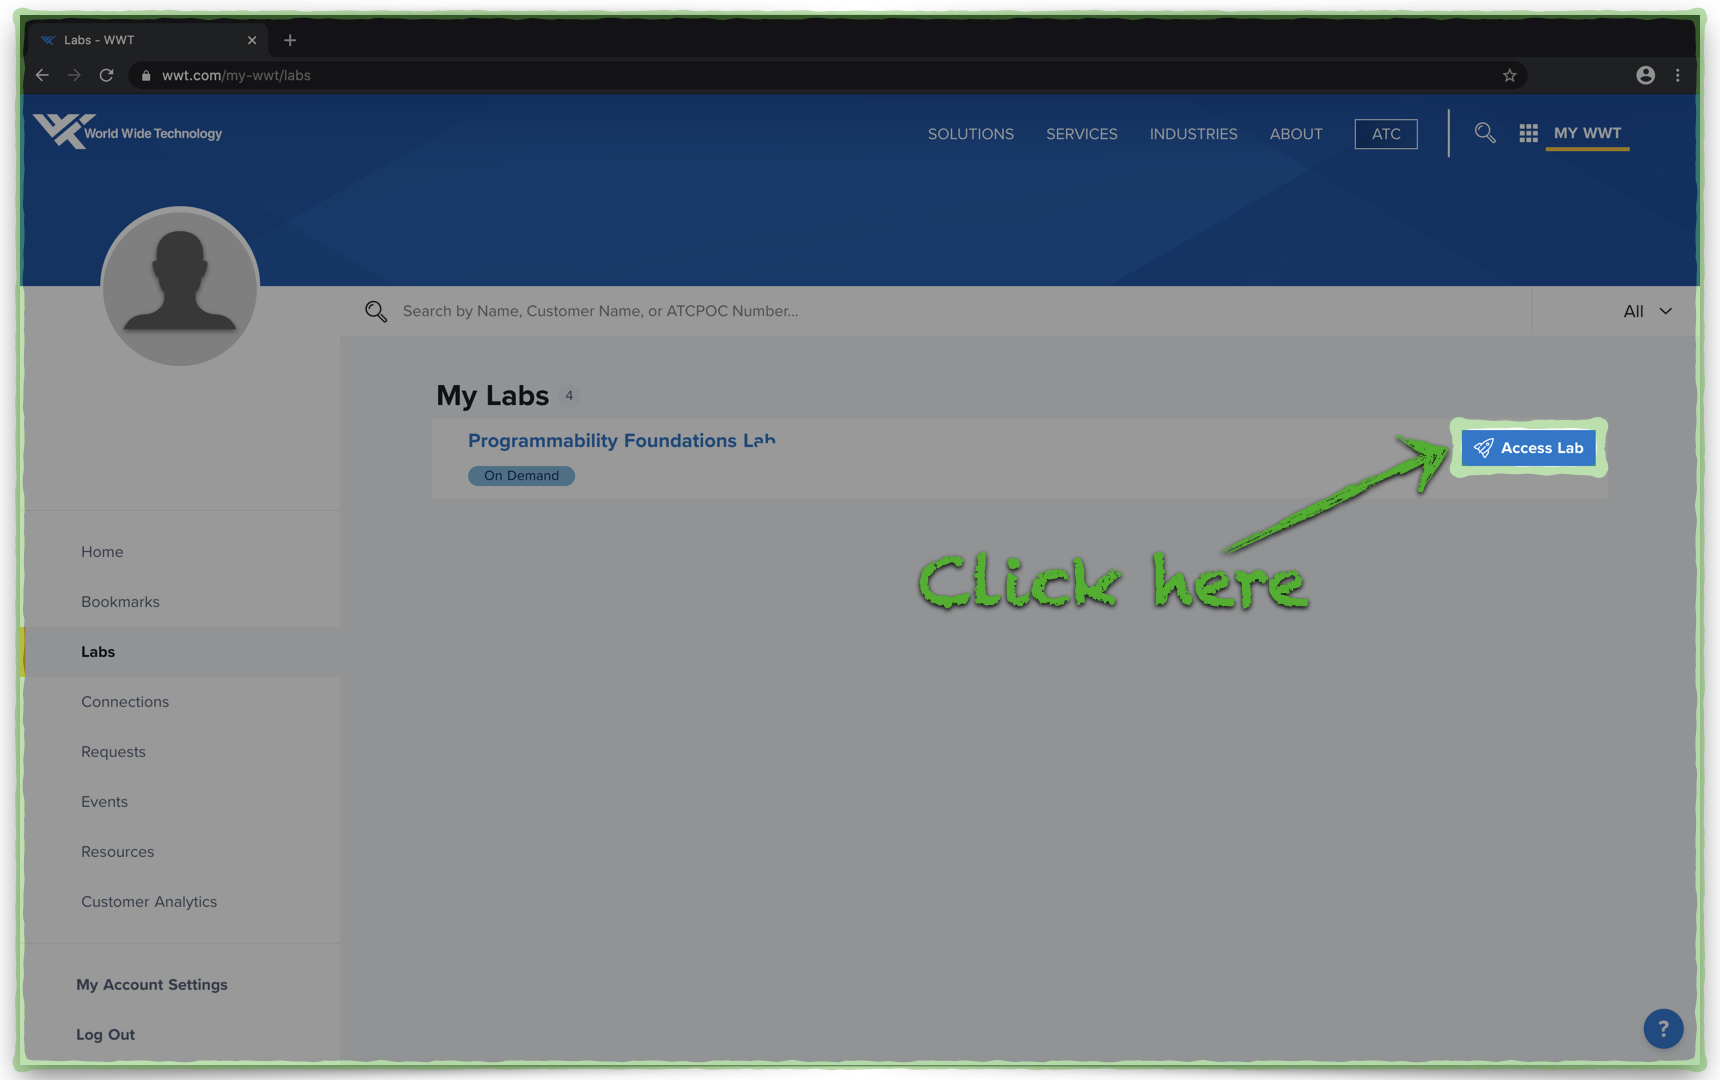 Labs - WWT
wwt.com/my-wwt/labs
World Wide Technology
SOLUTIONS SERVICES INDUSTRIES ABOUT ATC MY WWT
Search by Name, Customer Name, or ATCPOC Number...
All
My Labs 4
Programmability Foundations Lab
On Demand
Access Lab
Click here
Home
Bookmarks
Labs
Connections
Requests
Events
Resources
Customer Analytics
My Account Settings
Log Out
?